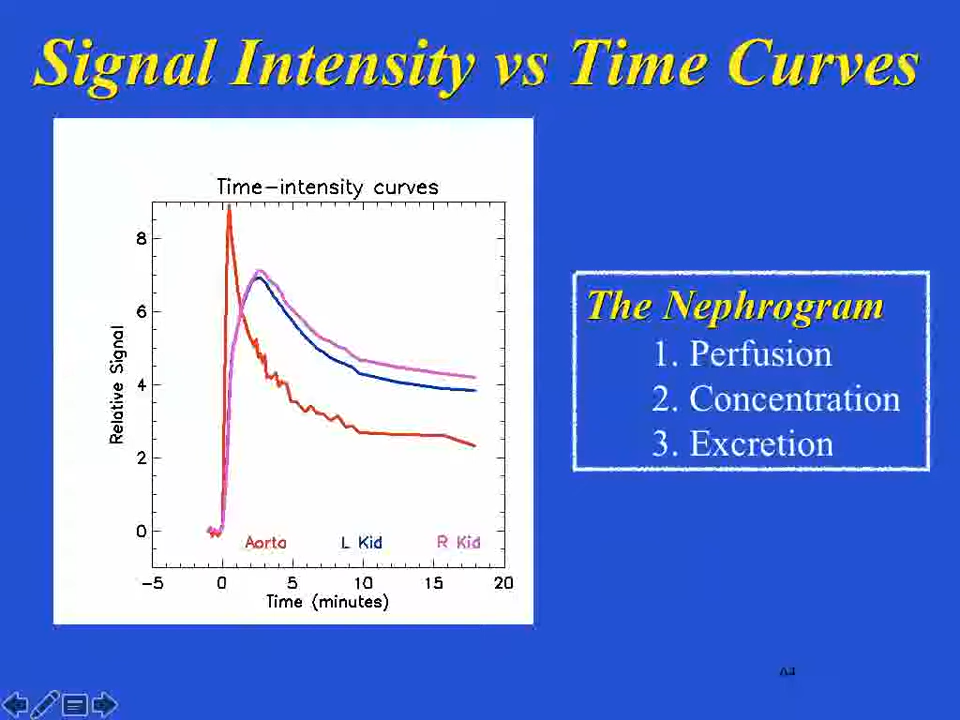 Signal Intensity vs Time Curves
Time-intensity curves
8
6
4
2
0
Relative Signal
Aorta L Kid R Kid
-5 0 5 10 15 20
Time (minutes)
The Nephrogram
1. Perfusion
2. Concentration
3. Excretion